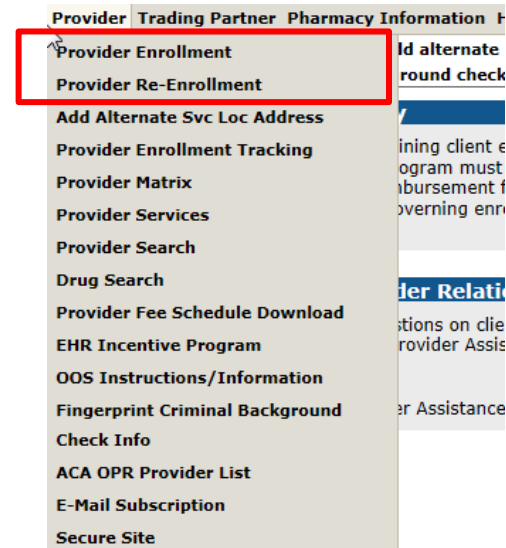 Provider Trading Partner Pharmacy Information H
Provider Enrollment
Provider Re-Enrollment
Add Alternate Svc Loc Address
Provider Enrollment Tracking
Provider Matrix
Provider Services
Provider Search
Drug Search
Provider Fee Schedule Download
EHR Incentive Program
OOS Instructions/Information
Fingerprint Criminal Background
Check Info
ACA OPR Provider List
E-Mail Subscription
Secure Site
ld alternate
round check
y
ining client e
ogram must
nbursement f
overning enr
der Relati
stions on clie
rovider Assis
er Assistance